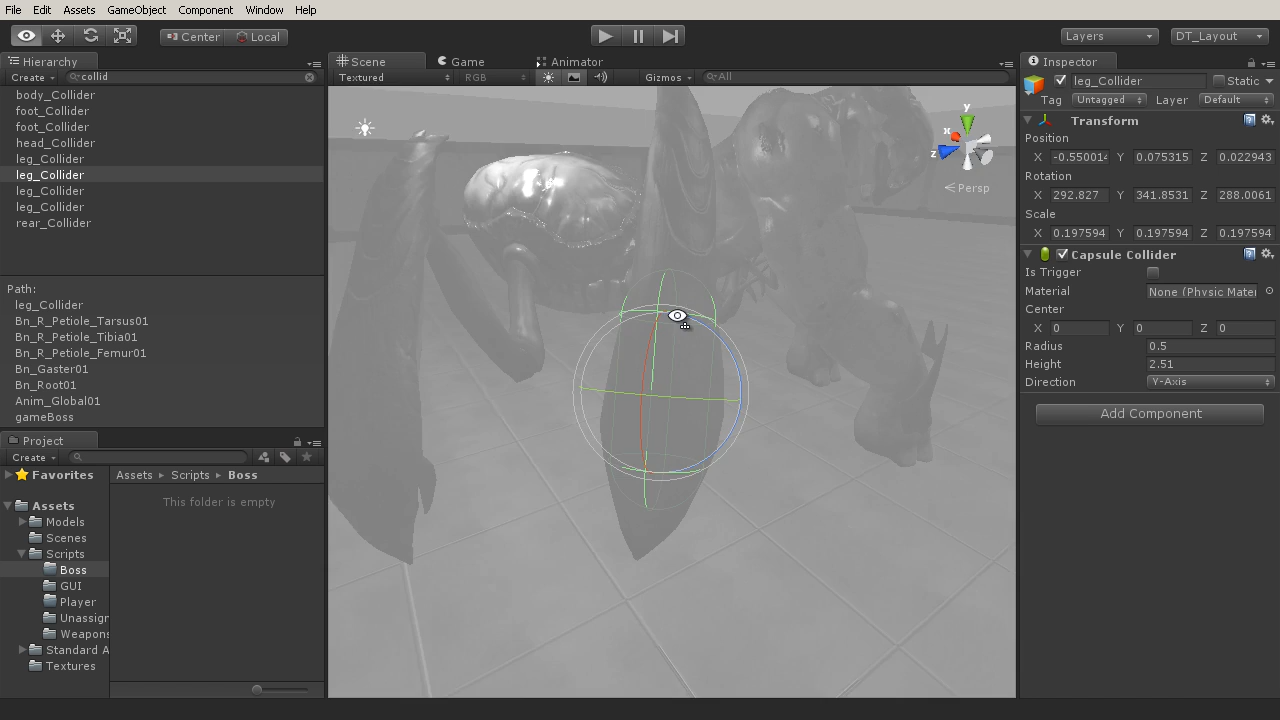 File Edit Assets GameObject Component Window Help
Center Local Layers DT_Layout
Hierarchy
Create collid
body_Collider
foot_Collider
foot_Collider
head_Collider
leg_Collider
leg_Collider
leg_Collider
leg_Collider
rear_Collider
Path:
leg_Collider
Bn_R_Petiole_Tarsus01
Bn_R_Petiole_Tibia01
Bn_R_Petiole_Femur01
Bn_Gaster01
Bn_Root01
Anim_Global01
gameBoss
Project
Create
Favorites
Assets
Models
Scenes
Scripts
Boss
GUI
Player
Unassigr
Weapons
Standard A
Textures
Assets Scripts Boss
This folder is empty
Scene Game Animator
Textured RGB Gizmos All
y
x
z
Persp
Inspector
leg_Collider Static
Tag Untagged Layer Default
Transform
Position
X -0.55001 Y 0.075315 Z 0.022943
Rotation
X 292.827 Y 341.8531 Z 288.0061
Scale
X 0.197594 Y 0.197594 Z 0.197594
Capsule Collider
Is Trigger
Material None (Physic Mater
Center
X 0 Y 0 Z 0
Radius 0.5
Height 2.51
Direction Y-Axis
Add Component